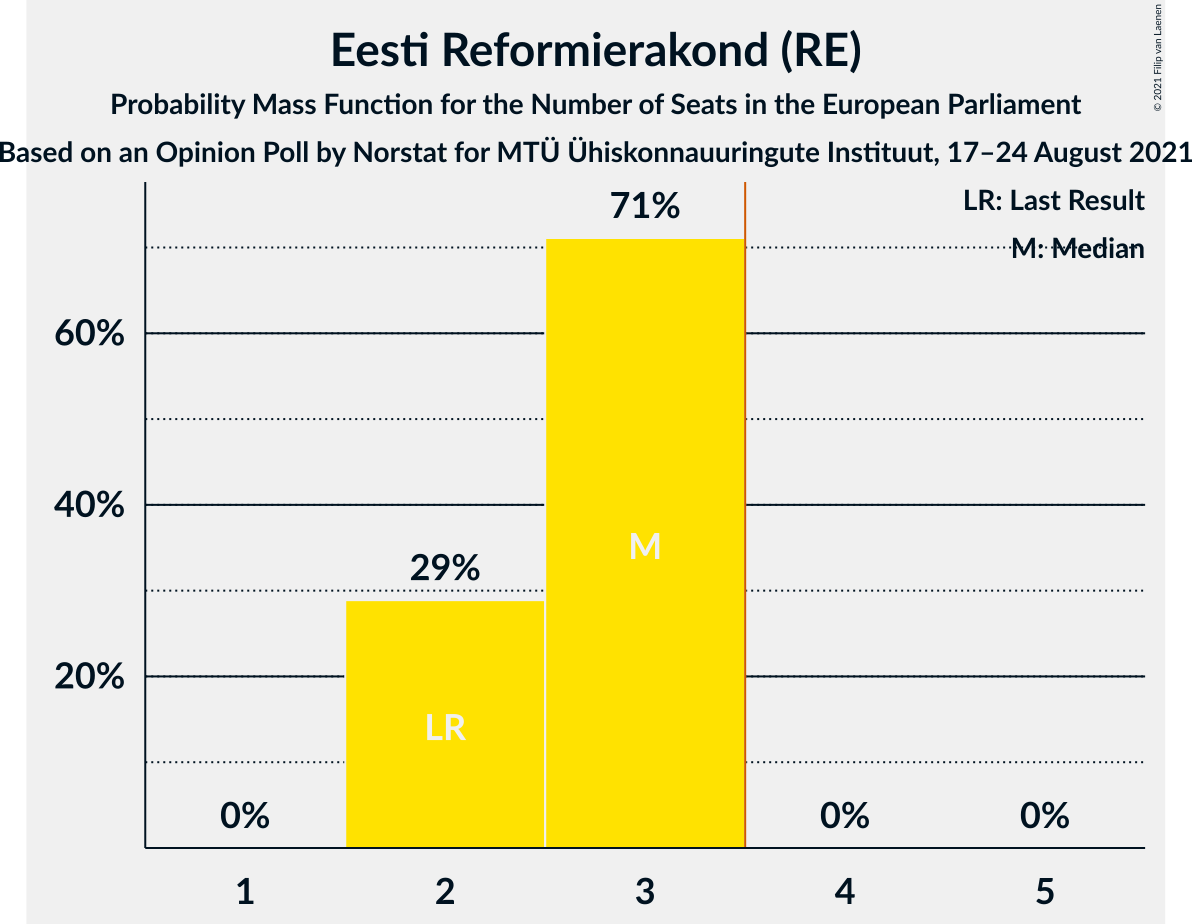 Eesti Reformierakond (RE)
Probability Mass Function for the Number of Seats in the European Parliament
Based on an Opinion Poll by Norstat for MTÜ Ühiskonnauuringute Instituut, 17–24 August 2021
© 2021 Filip van Laenen
LR: Last Result
M: Median
71%
60%
40%
M
29%
20%
LR
0%
0%
0%
1
2
3
4
5